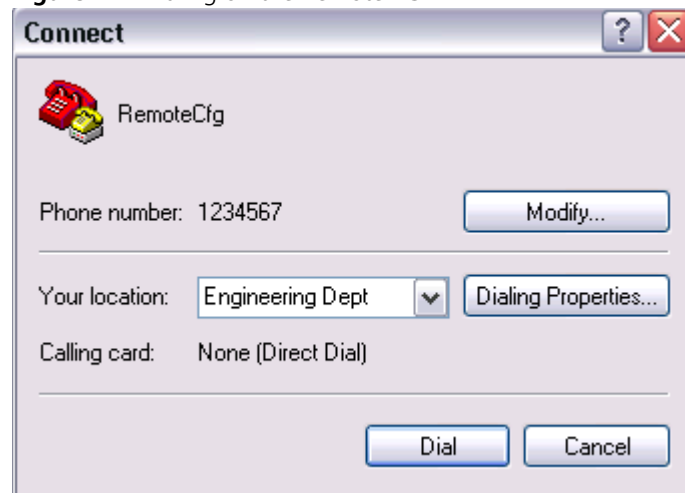 Connect
RemoteCfg
Phone number: 1234567 Modify...
Your location: Engineering Dept Dialing Properties...
Calling card: None (Direct Dial)
Dial Cancel